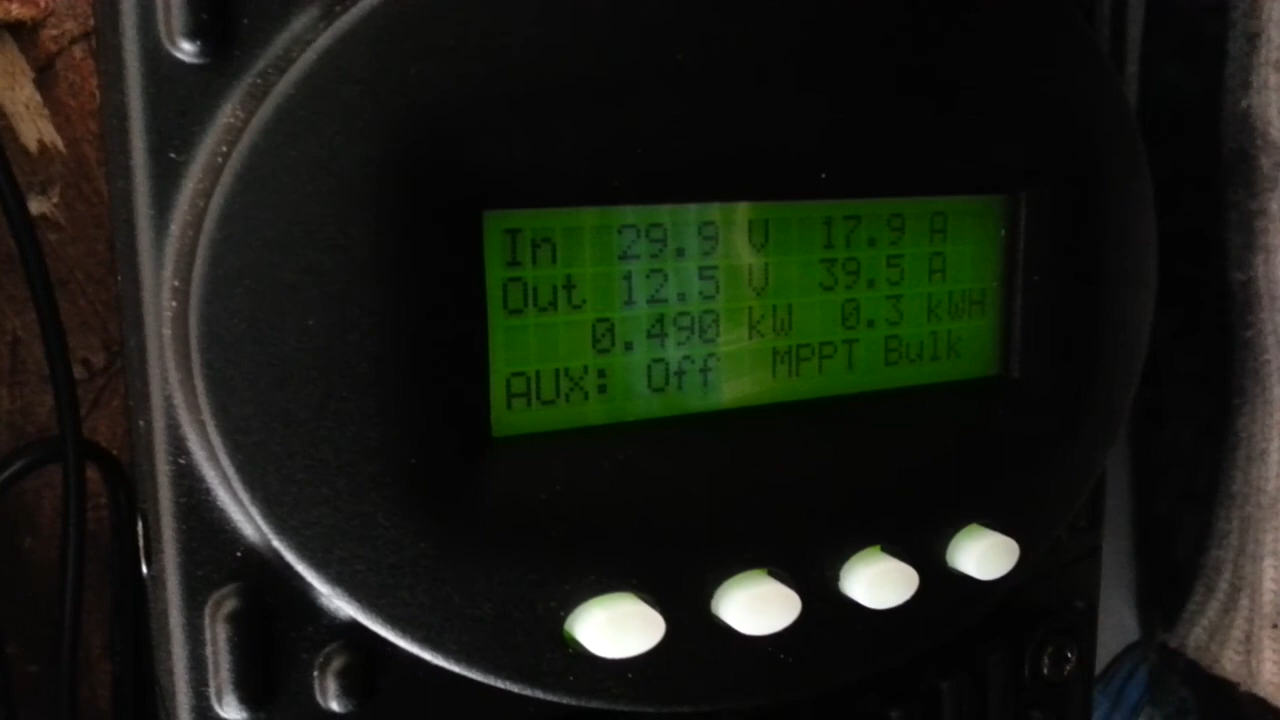 In 29.9 V 17.9 A
Out 12.5 V 39.5 A
0.490 kW 0.3 kWH
AUX: Off MPPT Bulk